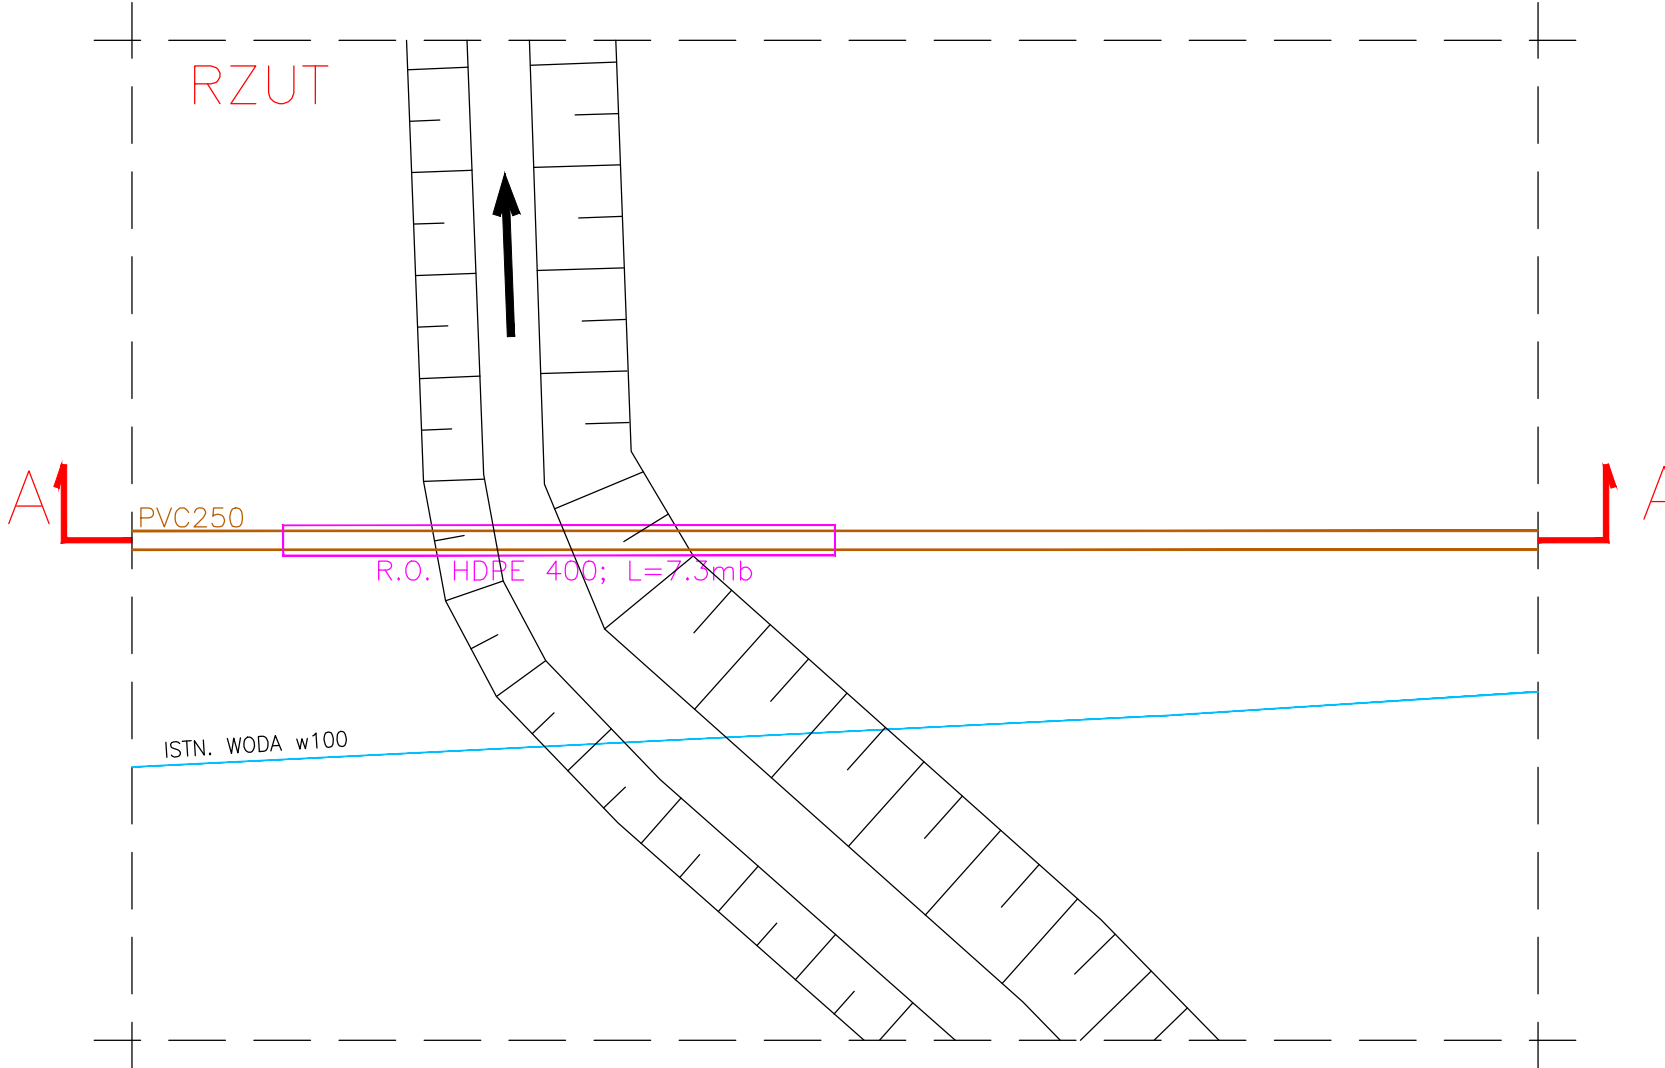 RZUT
A
A
PVC250
R.O. HDPE 400; L=7.3mb
ISTN. WODA w100